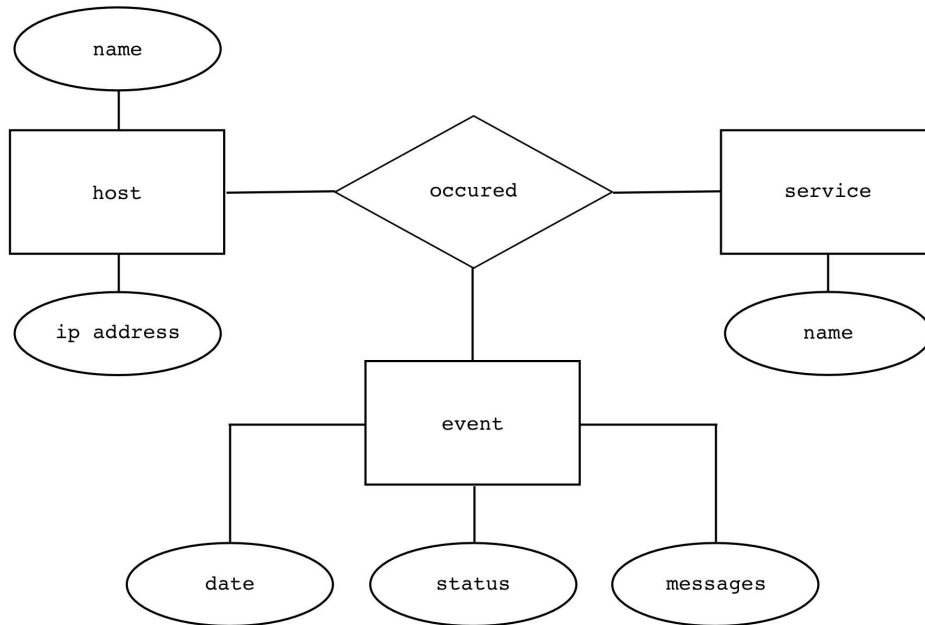 name
host
occured
service
ip address
name
event
date
status
messages